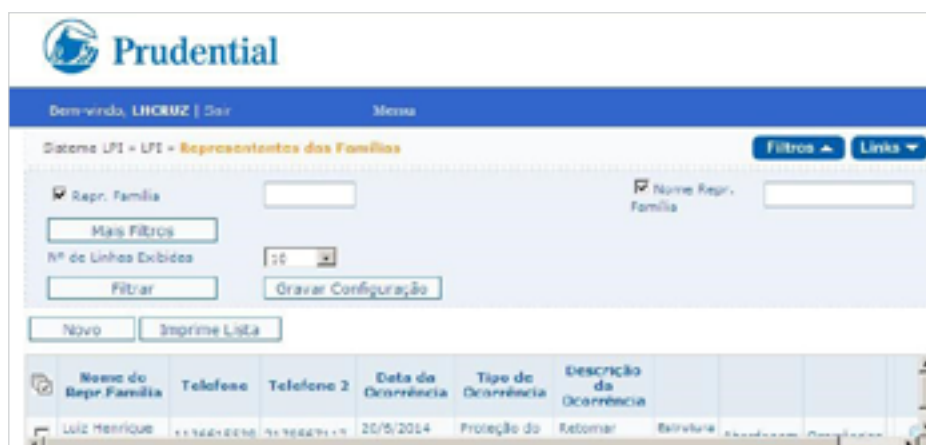 Prudential
Bem-vindo, LHCRUZ | Sair Menu
Sistema LPI » LPI » Representantes das Famílias Filtros Links
Repr. Família Nome Repr. Família
Mais Filtros
Nº de Linhas Exibidas 10
Filtrar Gravar Configuração
Novo Imprime Lista
Nome do Repr.Família Telefone Telefone 2 Data da Ocorrência Tipo de Ocorrência Descrição da Ocorrência
Luiz Henrique 20/5/2014 Proteção do Retornar Estrutura Abordagem